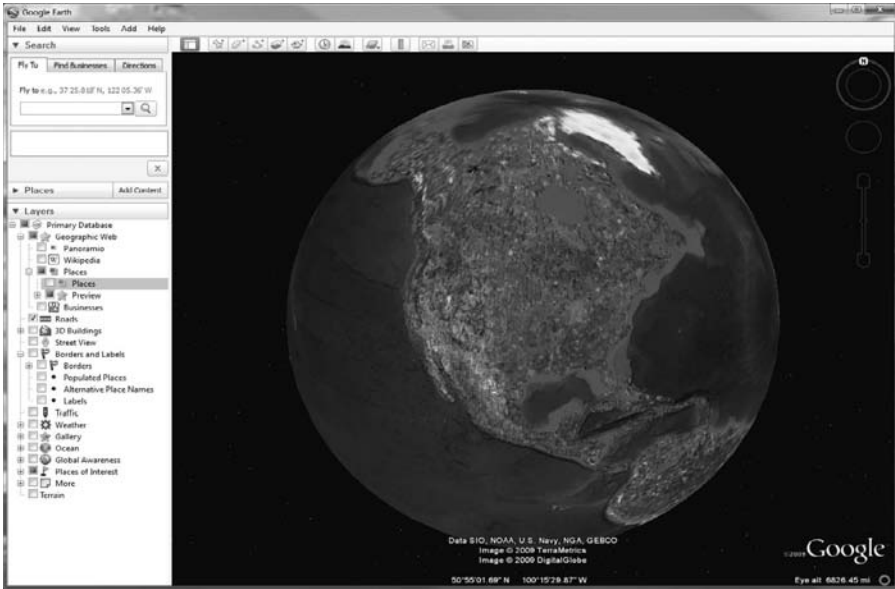 Google Earth
File Edit View Tools Add Help
Search
Fly To Find Businesses Directions
Fly to e.g., 37 25.818' N, 122 05.36' W
Places Add Content
Layers
Primary Database
Geographic Web
Panoramio
Wikipedia
Places
Places
Preview
Businesses
Roads
3D Buildings
Street View
Borders and Labels
Borders
Populated Places
Alternative Place Names
Labels
Traffic
Weather
Gallery
Ocean
Global Awareness
Places of Interest
More
Terrain
N
Data SIO, NOAA, U.S. Navy, NGA, GEBCO
Image © 2009 TerraMetrics
Image © 2009 DigitalGlobe
©2009 Google
50°55'01.69" N 100°15'29.87" W
Eye alt 6826.45 mi